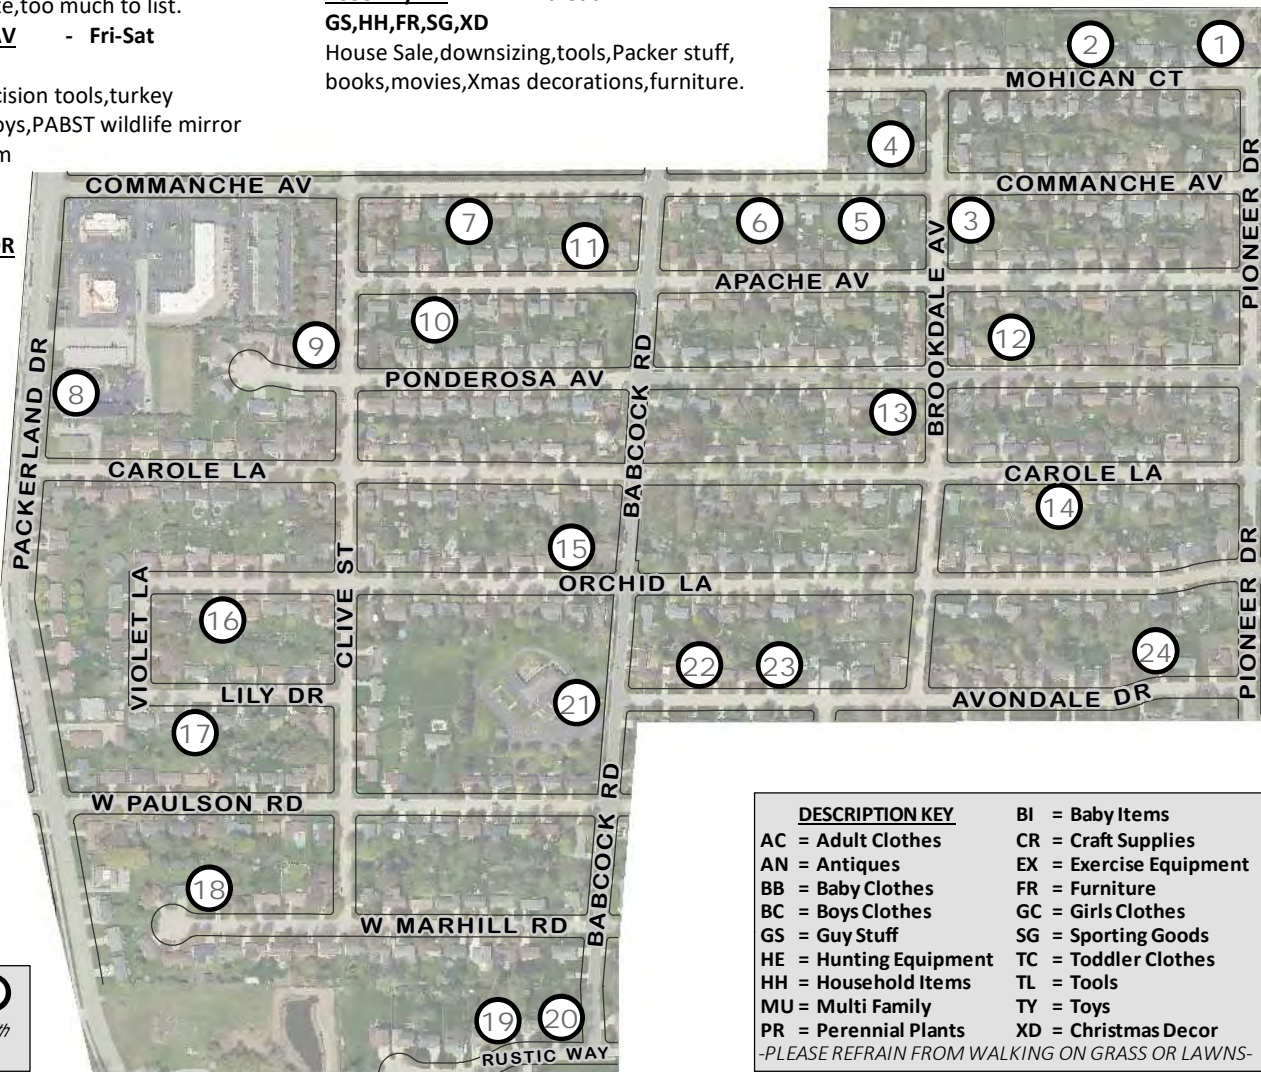 too much to list.
- Fri-Sat
tools,turkey
PABST wildlife mirror
GS,HH,FR,SG,XD
House Sale,downsizing,tools,Packer stuff,
books,movies,Xmas decorations,furniture.
2
1
MOHICAN CT
4
COMMANCHE AV
COMMANCHE AV
PIONEER DR
7
11
6
5
3
BROOKDALE AV
APACHE AV
10
9
12
PACKERLAND DR
8
PONDEROSA AV
BABCOCK RD
13
CAROLE LA
CAROLE LA
14
15
CLIVE ST
ORCHID LA
VIOLET LA
16
22
23
24
PIONEER DR
LILY DR
21
AVONDALE DR
17
W PAULSON RD
BABCOCK RD
18
W MARHILL RD
19
20
RUSTIC WAY
DESCRIPTION KEY
AC = Adult Clothes
AN = Antiques
BB = Baby Clothes
BC = Boys Clothes
GS = Guy Stuff
HE = Hunting Equipment
HH = Household Items
MU = Multi Family
PR = Perennial Plants
BI = Baby Items
CR = Craft Supplies
EX = Exercise Equipment
FR = Furniture
GC = Girls Clothes
SG = Sporting Goods
TC = Toddler Clothes
TL = Tools
TY = Toys
XD = Christmas Decor
-PLEASE REFRAIN FROM WALKING ON GRASS OR LAWNS-